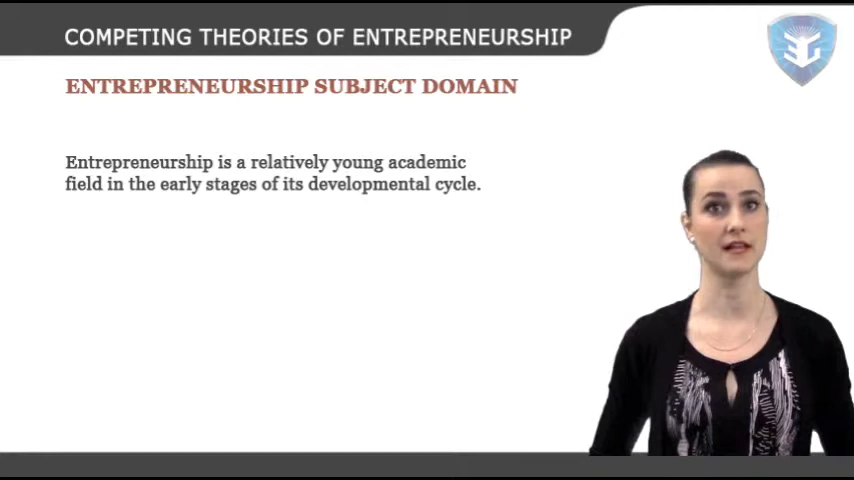 COMPETING THEORIES OF ENTREPRENEURSHIP
ENTREPRENEURSHIP SUBJECT DOMAIN
Entrepreneurship is a relatively young academic
field in the early stages of its developmental cycle.